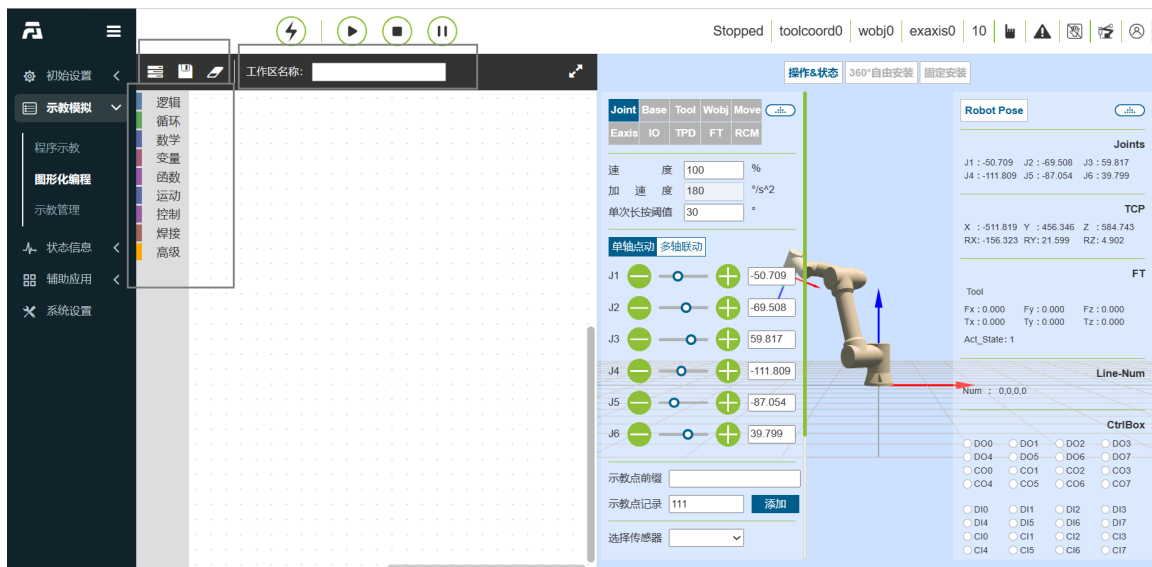 Stopped toolcoord0 wobj0 exaxis0 10
初始设置
示教模拟
程序示教
图形化编程
示教管理
状态信息
辅助应用
系统设置
工作区名称:
逻辑
循环
数学
变量
函数
运动
控制
焊接
高级
操作&状态 360°自由安装 固定安装
Joint Base Tool Wobj Move
Eaxis IO TPD FT RCM
速 度 100 %
加 速 度 180 °/s^2
单次长按阈值 30 °
单轴点动 多轴联动
J1 -50.709
J2 -69.508
J3 59.817
J4 -111.809
J5 -87.054
J6 39.799
示教点前缀
示教点记录 111 添加
选择传感器
Robot Pose
Joints
J1 : -50.709 J2 : -69.508 J3 : 59.817
J4 : -111.809 J5 : -87.054 J6 : 39.799
TCP
X : -511.819 Y : 456.346 Z : 584.743
RX: -156.323 RY: 21.599 RZ: 4.902
FT
Tool
Fx : 0.000 Fy : 0.000 Fz : 0.000
Tx : 0.000 Ty : 0.000 Tz : 0.000
Act_State: 1
Line-Num
Num : 0,0,0,0
CtrlBox
DO0 DO1 DO2 DO3
DO4 DO5 DO6 DO7
CO0 CO1 CO2 CO3
CO4 CO5 CO6 CO7
DI0 DI1 DI2 DI3
DI4 DI5 DI6 DI7
CI0 CI1 CI2 CI3
CI4 CI5 CI6 CI7